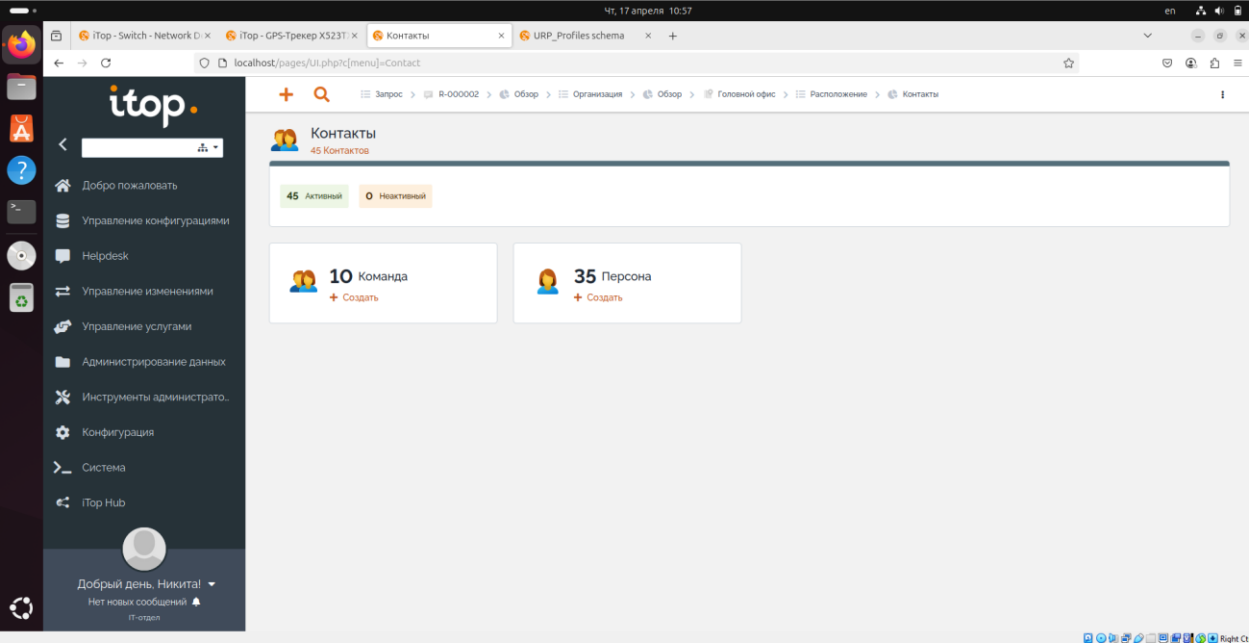 Чт, 17 апреля 10:57
en
iTop - Switch - Network D
iTop - GPS-Трекер X523T
Контакты
URP_Profiles schema
localhost/pages/UI.php?c[menu]=Contact
itop
Запрос > R-000002 > Обзор > Организация > Обзор > Головной офис > Расположение > Контакты
Контакты
45 Контактов
45 Активный
0 Неактивный
10 Команда
+ Создать
35 Персона
+ Создать
Добро пожаловать
Управление конфигурациями
Helpdesk
Управление изменениями
Управление услугами
Администрирование данных
Инструменты администрато...
Конфигурация
Система
iTop Hub
Добрый день, Никита!
Нет новых сообщений
IT-отдел
Right Ct